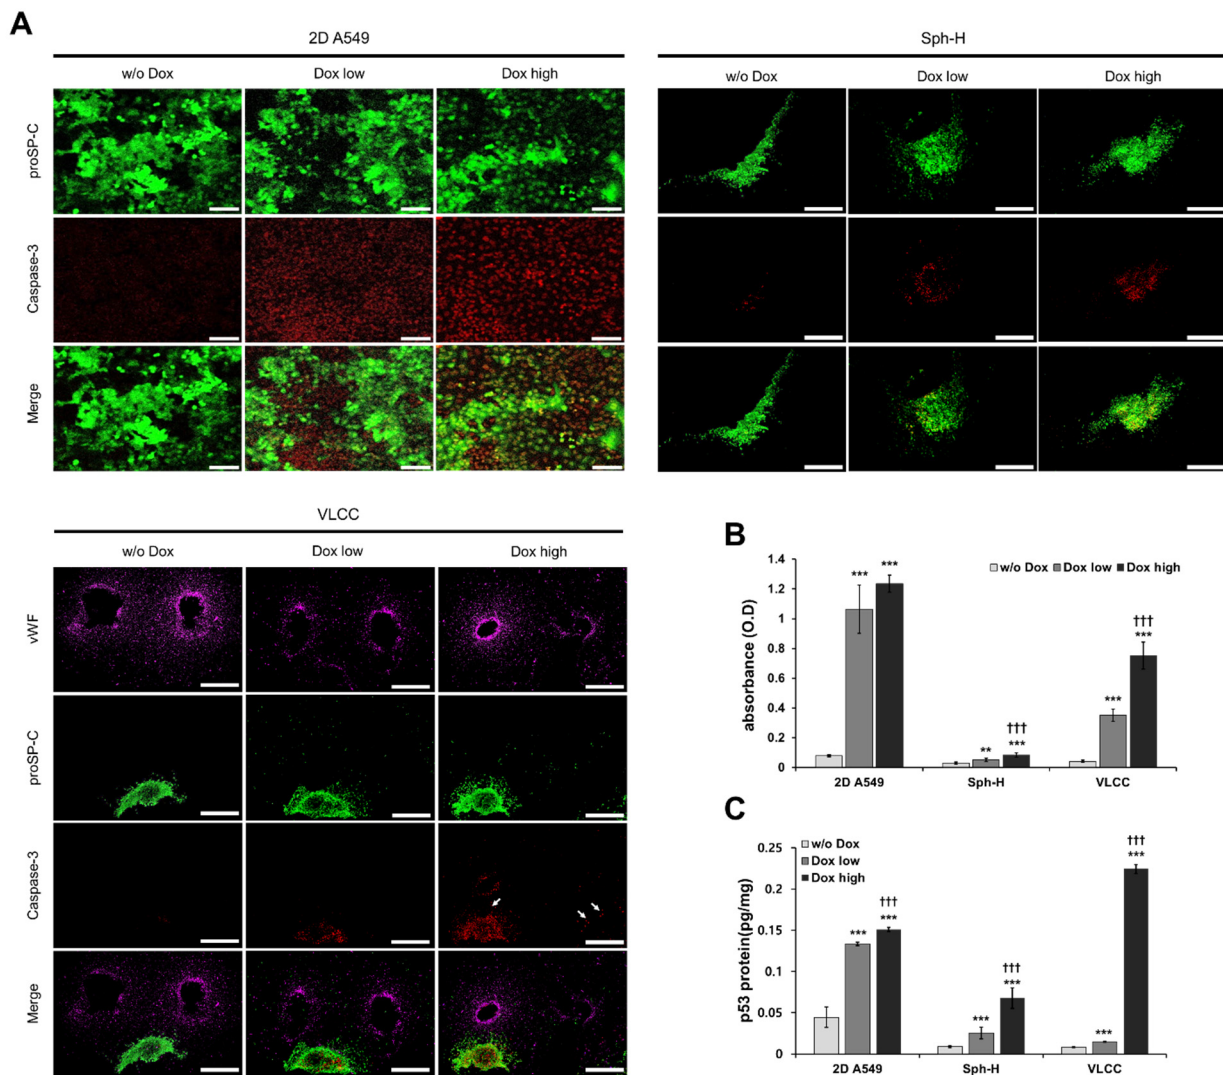 A
2D A549
w/o Dox Dox low Dox high
proSP-C
Caspase-3
Merge
Sph-H
w/o Dox Dox low Dox high
VLCC
w/o Dox Dox low Dox high
vWF
proSP-C
Caspase-3
Merge
B
absorbance (O.D)
1.4
1.2
1
0.8
0.6
0.4
0.2
0
w/o Dox Dox low Dox high
*** ***
** ††† ***
*** ††† ***
2D A549 Sph-H VLCC
C
p53 protein(pg/mg)
0.25
0.2
0.15
0.1
0.05
0
w/o Dox
Dox low
Dox high
*** ††† ***
*** ††† ***
*** ††† ***
2D A549 Sph-H VLCC